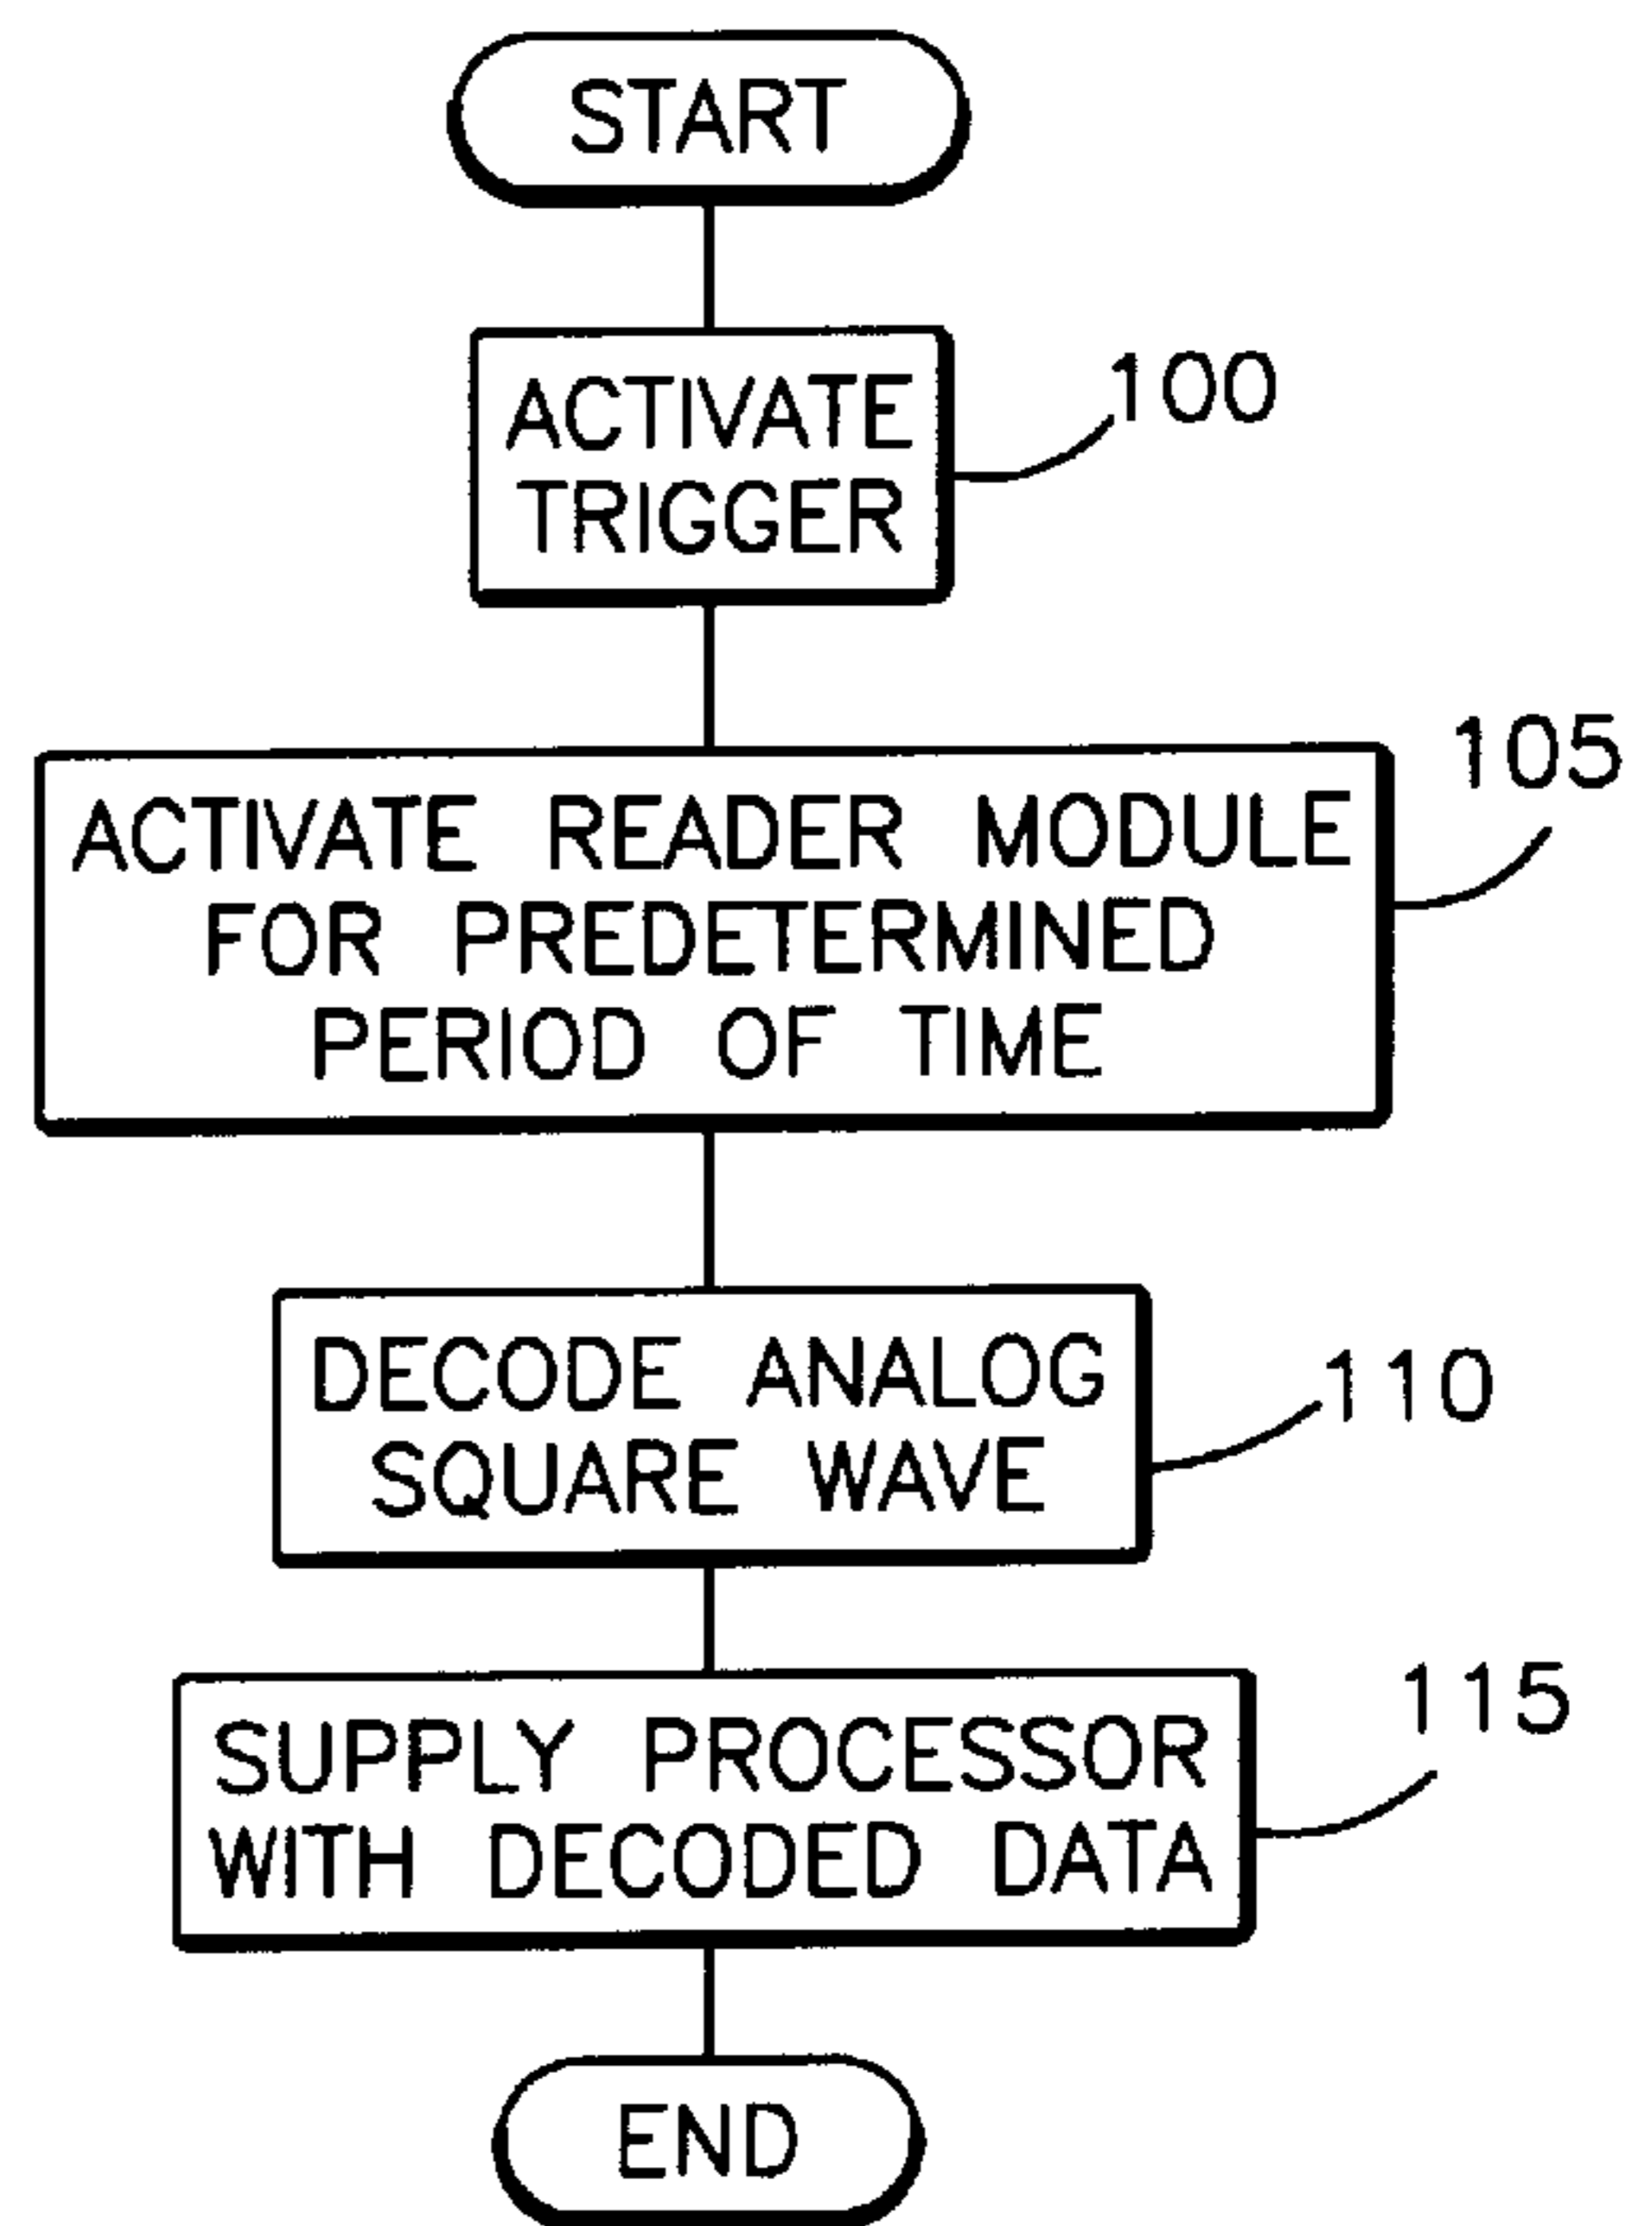 START
ACTIVATE
TRIGGER
100
ACTIVATE READER MODULE
FOR PREDETERMINED
PERIOD OF TIME
105
DECODE ANALOG
SQUARE WAVE
110
SUPPLY PROCESSOR
WITH DECODED DATA
115
END